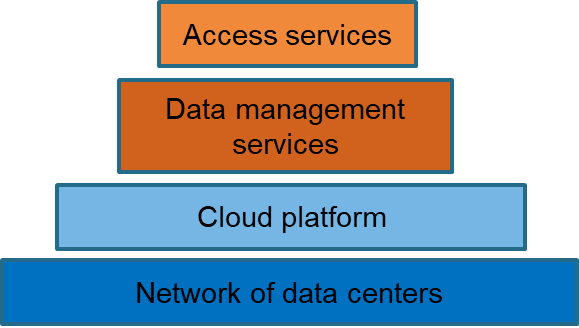 Access services
Data management
services
Cloud platform
Network of data centers